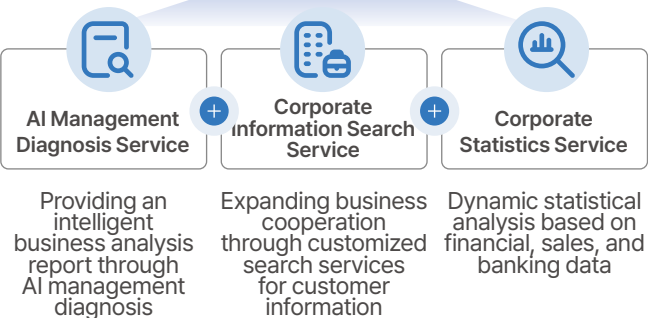 AI Management
Diagnosis Service
Corporate
Information Search
Service
Corporate
Statistics Service
Providing an
intelligent
business analysis
report through
AI management
diagnosis
Expanding business
cooperation
through customized
search services
for customer
information
Dynamic statistical
analysis based on
financial, sales, and
banking data